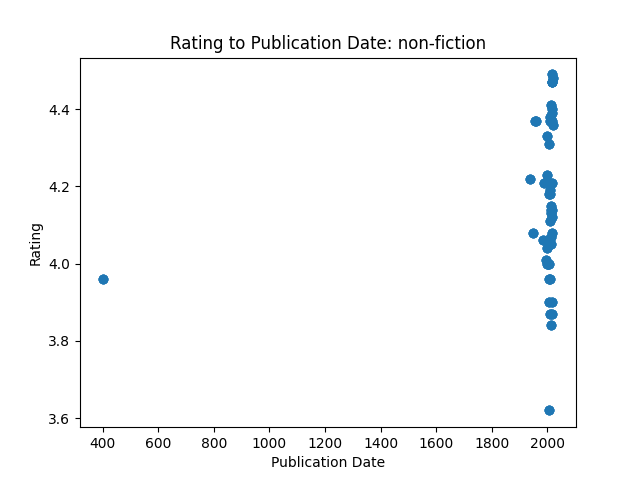 Rating to Publication Date: non-fiction
4.4
4.2
4.0
3.8
3.6
Rating
400 600 800 1000 1200 1400 1600 1800 2000
Publication Date